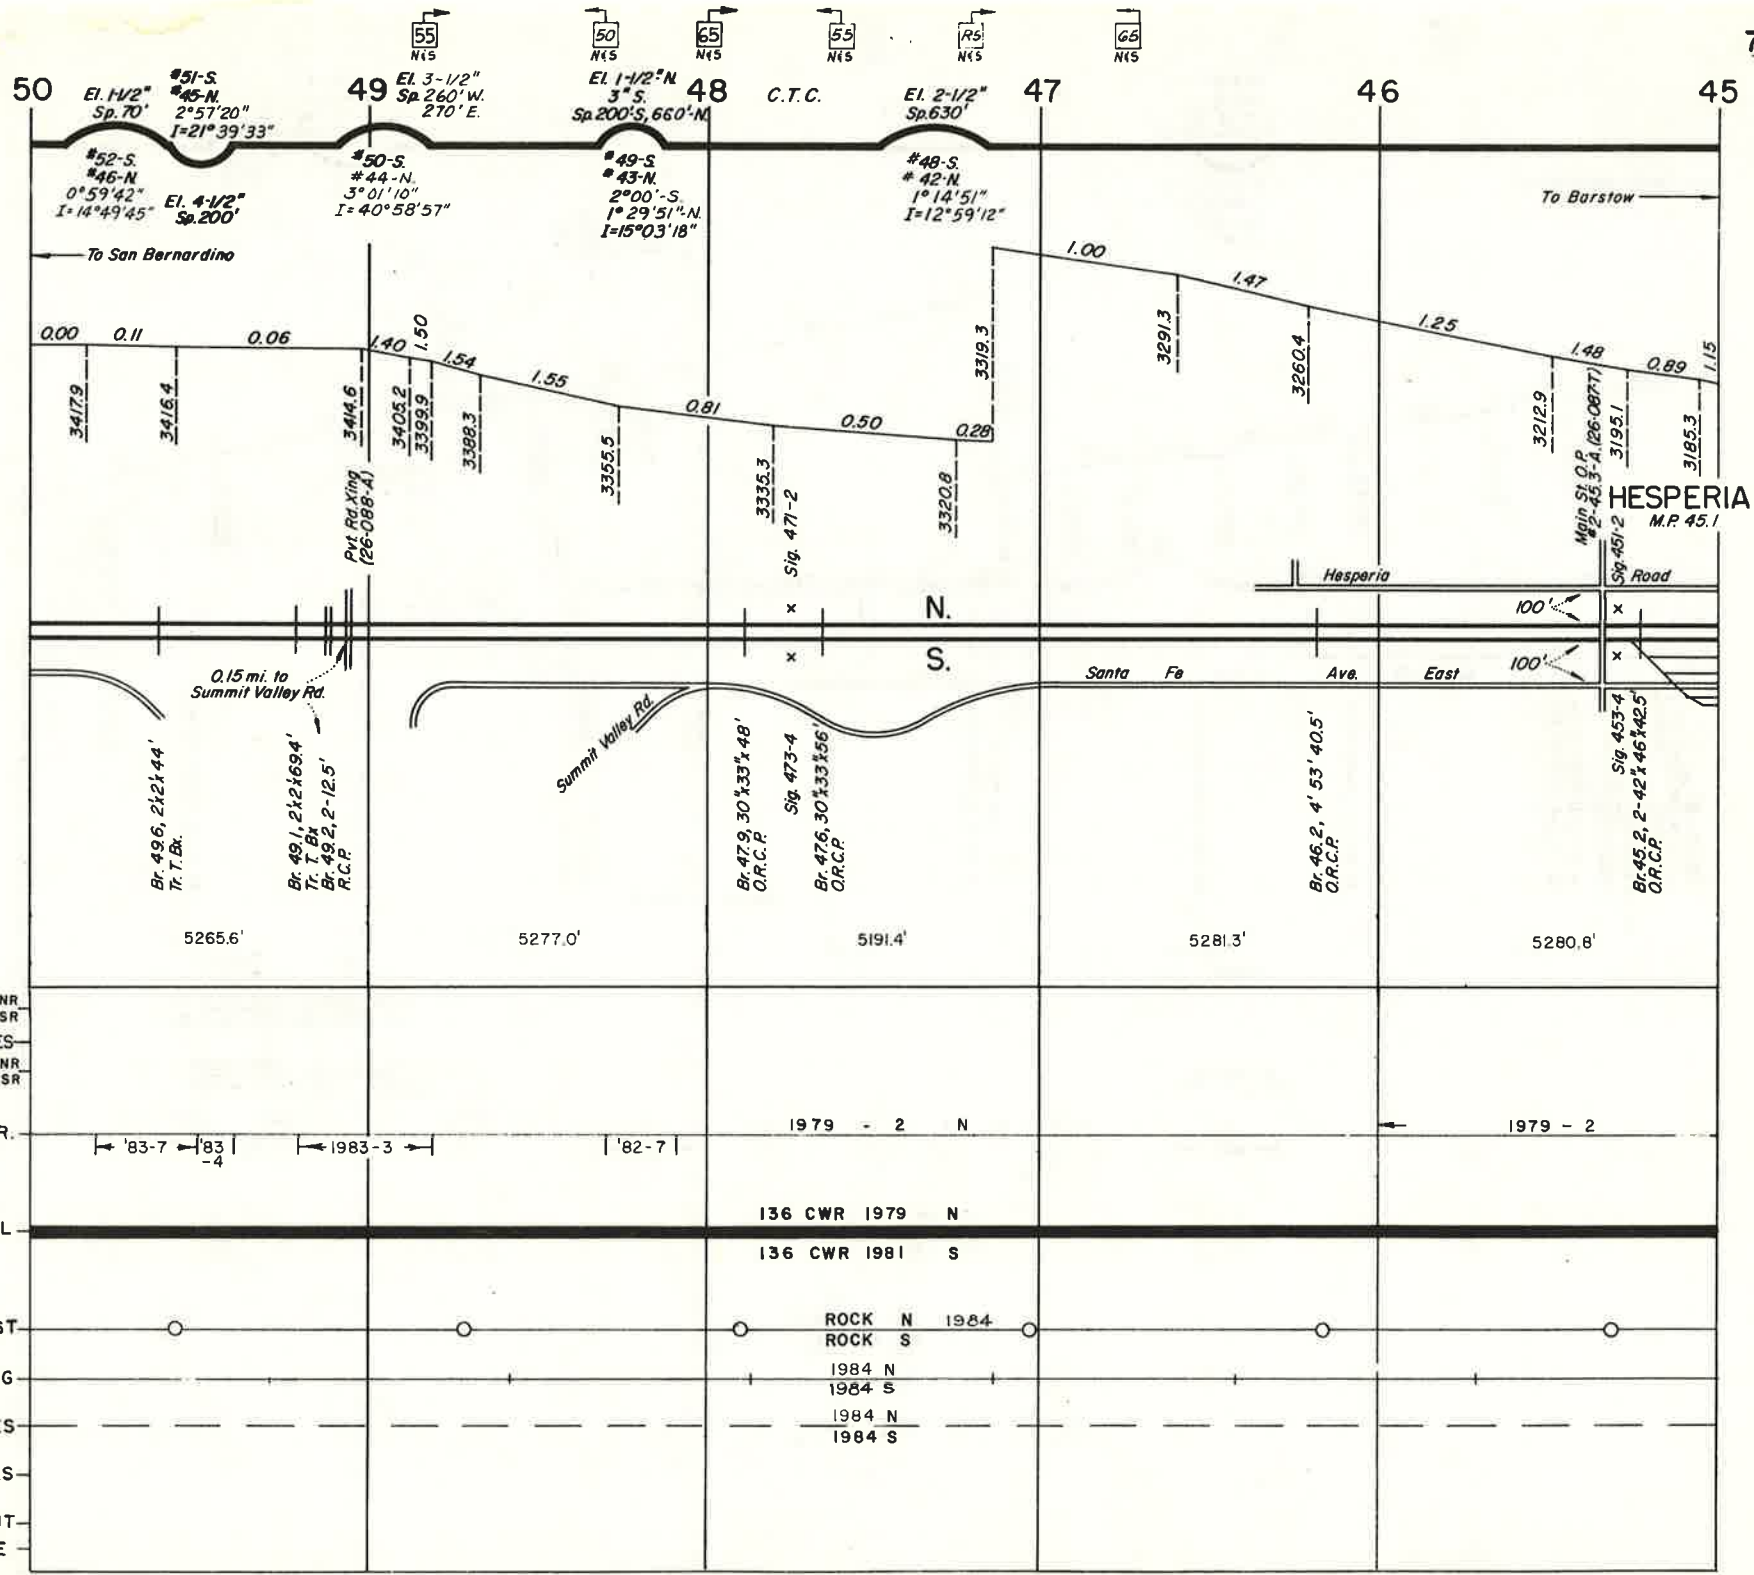 55 50 65 55 RS 65
N&S N&S N&S N&S N&S N&S
7
50 49 48 C.T.C. 47 46 45
El. 1-1/2"
Sp. 70'
#51-S.
#45-N.
2°57'20"
I=21°39'33"
El. 3-1/2"
Sp. 260' W.
270' E.
El. 1-1/2" N.
3" S.
Sp. 200'-S, 660'-N.
El. 2-1/2"
Sp. 630'
#52-S.
#46-N.
0°59'42"
I=14°49'45"
El. 4-1/2"
Sp. 200'
#50-S.
#44-N.
3°01'10"
I=40°58'57"
#49-S.
#43-N.
2°00'-S.
1°29'51"-N.
I=15°03'18"
#48-S.
#42-N.
1°14'51"
I=12°59'12"
To San Bernardino
To Barstow
0.00 0.11 0.06 1.40 1.50 1.54 1.55 0.81 0.50 0.28 1.00 1.47 1.25 1.48 0.89 1.15
3417.9
3416.4
3414.6
3405.2
3399.9
3388.3
3355.5
3335.3
3320.8
3319.3
3291.3
3260.4
3212.9
3195.1
3185.3
Pvt. Rd. Xing
(26-088-A)
Sig. 471-2
Main St. O.P.
#2-45.3-A.(26-087-T)
Sig. 451-2
HESPERIA
M.P. 45.1
Hesperia Road
100'
N.
S.
100'
0.15 mi. to
Summit Valley Rd.
Summit Valley Rd.
Santa Fe Ave. East
Br. 49.6, 2'x2'x44'
Tr. T. Bx.
Br. 49.1, 2'x2'x69.4'
Tr. T. Bx
Br. 49.2, 2-12.5'
R.C.P.
Br. 47.9, 30"x33"x48'
O.R.C.P.
Sig. 473-4
Br. 47.6, 30"x33"x56'
O.R.C.P.
Br. 46.2, 4' 53' 40.5'
O.R.C.P.
Sig. 453-4
Br. 45.2, 2-42"x46"x42.5'
O.R.C.P.
5265.6' 5277.0' 5191.4' 5281.3' 5280.8'
NR
SR
ES
NR
SR
R.
1979 - 2 N
1979 - 2
'83-7 '83
-4
1983-3 '82-7
L
136 CWR 1979 N
136 CWR 1981 S
ST
ROCK N 1984
ROCK S
G
1984 N
1984 S
ES
1984 N
1984 S
S
T
E